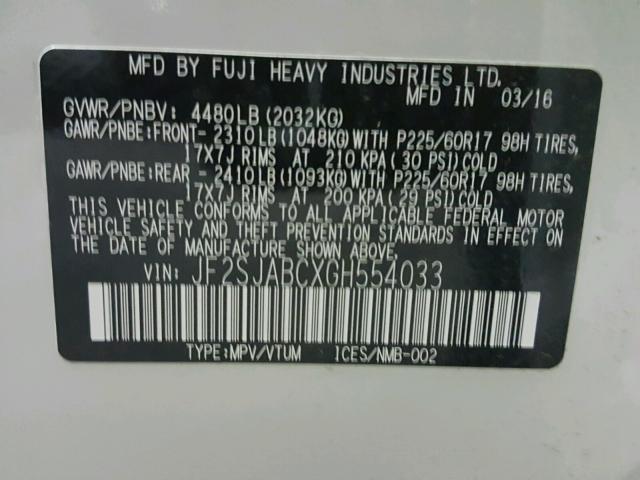 MFD BY FUJI HEAVY INDUSTRIES LTD.
MFD IN 03/16
GVWR/PNBV: 4480LB(2032KG)
GAWR/PNBE:FRONT- 2310LB(1048KG)WITH P225/60R17 98H TIRES,
17X7J RIMS AT 210 KPA(30 PSI)COLD
GAWR/PNBE:REAR - 2410LB(1093KG)WITH P225/60R17 98H TIRES,
17X7J RIMS AT 200 KPA(29 PSI)COLD
THIS VEHICLE CONFORMS TO ALL APPLICABLE FEDERAL MOTOR
VEHICLE SAFETY AND THEFT PREVENTION STANDARDS IN EFFECT ON
THE DATE OF MANUFACTURE SHOWN ABOVE.
VIN: JF2SJABCXGH554033
TYPE:MPV/VTUM ICES/NMB-002